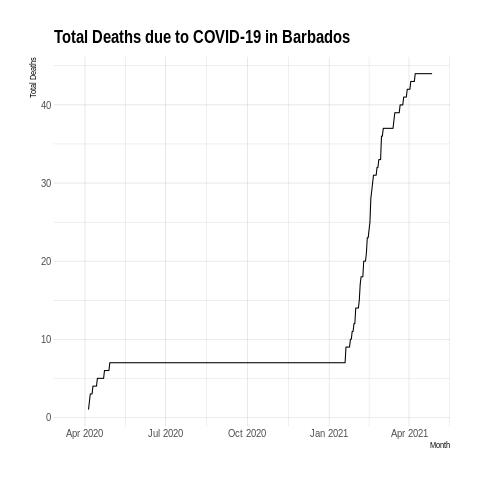 Total Deaths due to COVID-19 in Barbados
Total Deaths
40
30
20
10
0
Apr 2020 Jul 2020 Oct 2020 Jan 2021 Apr 2021
Month